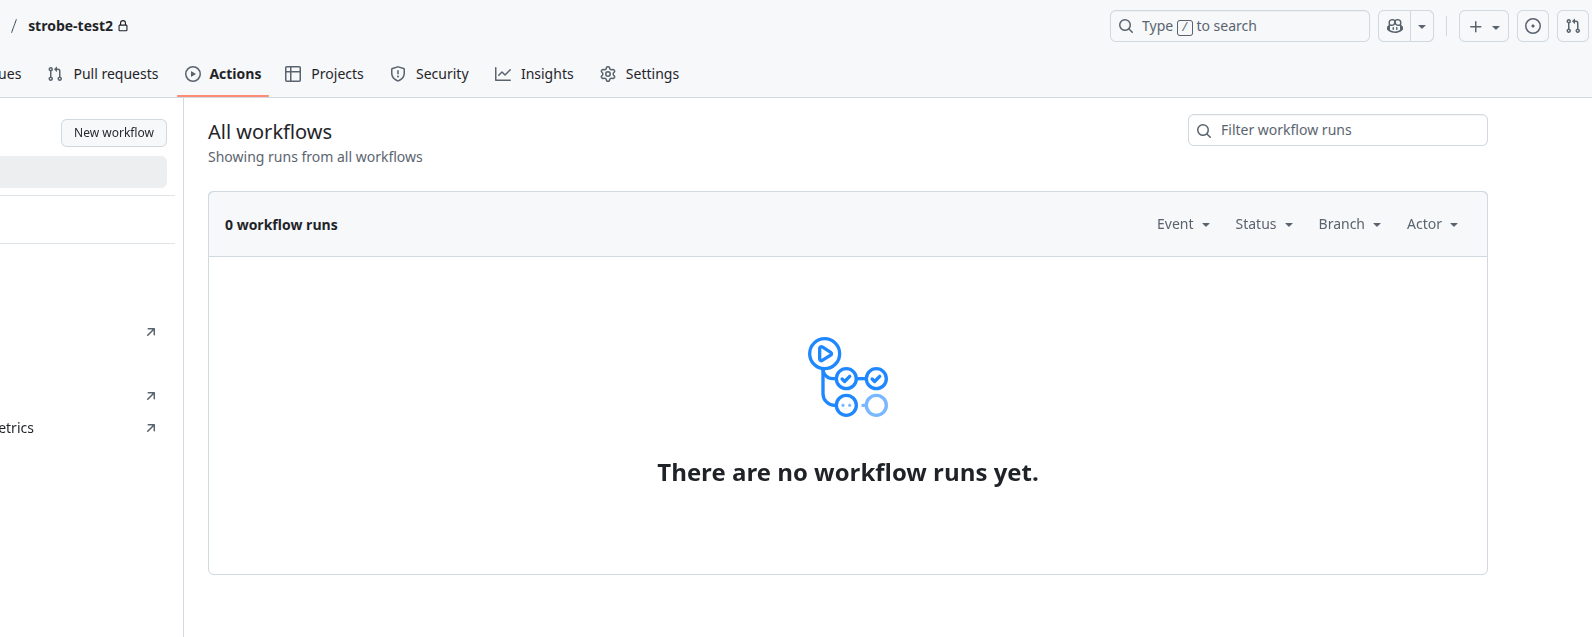 / strobe-test2
Type / to search
ues Pull requests Actions Projects Security Insights Settings
New workflow
All workflows
Showing runs from all workflows
Filter workflow runs
0 workflow runs
Event Status Branch Actor
etrics
There are no workflow runs yet.